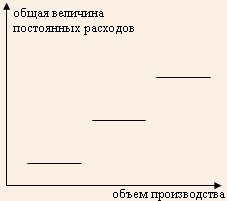 общая величина
постоянных расходов
объем производства